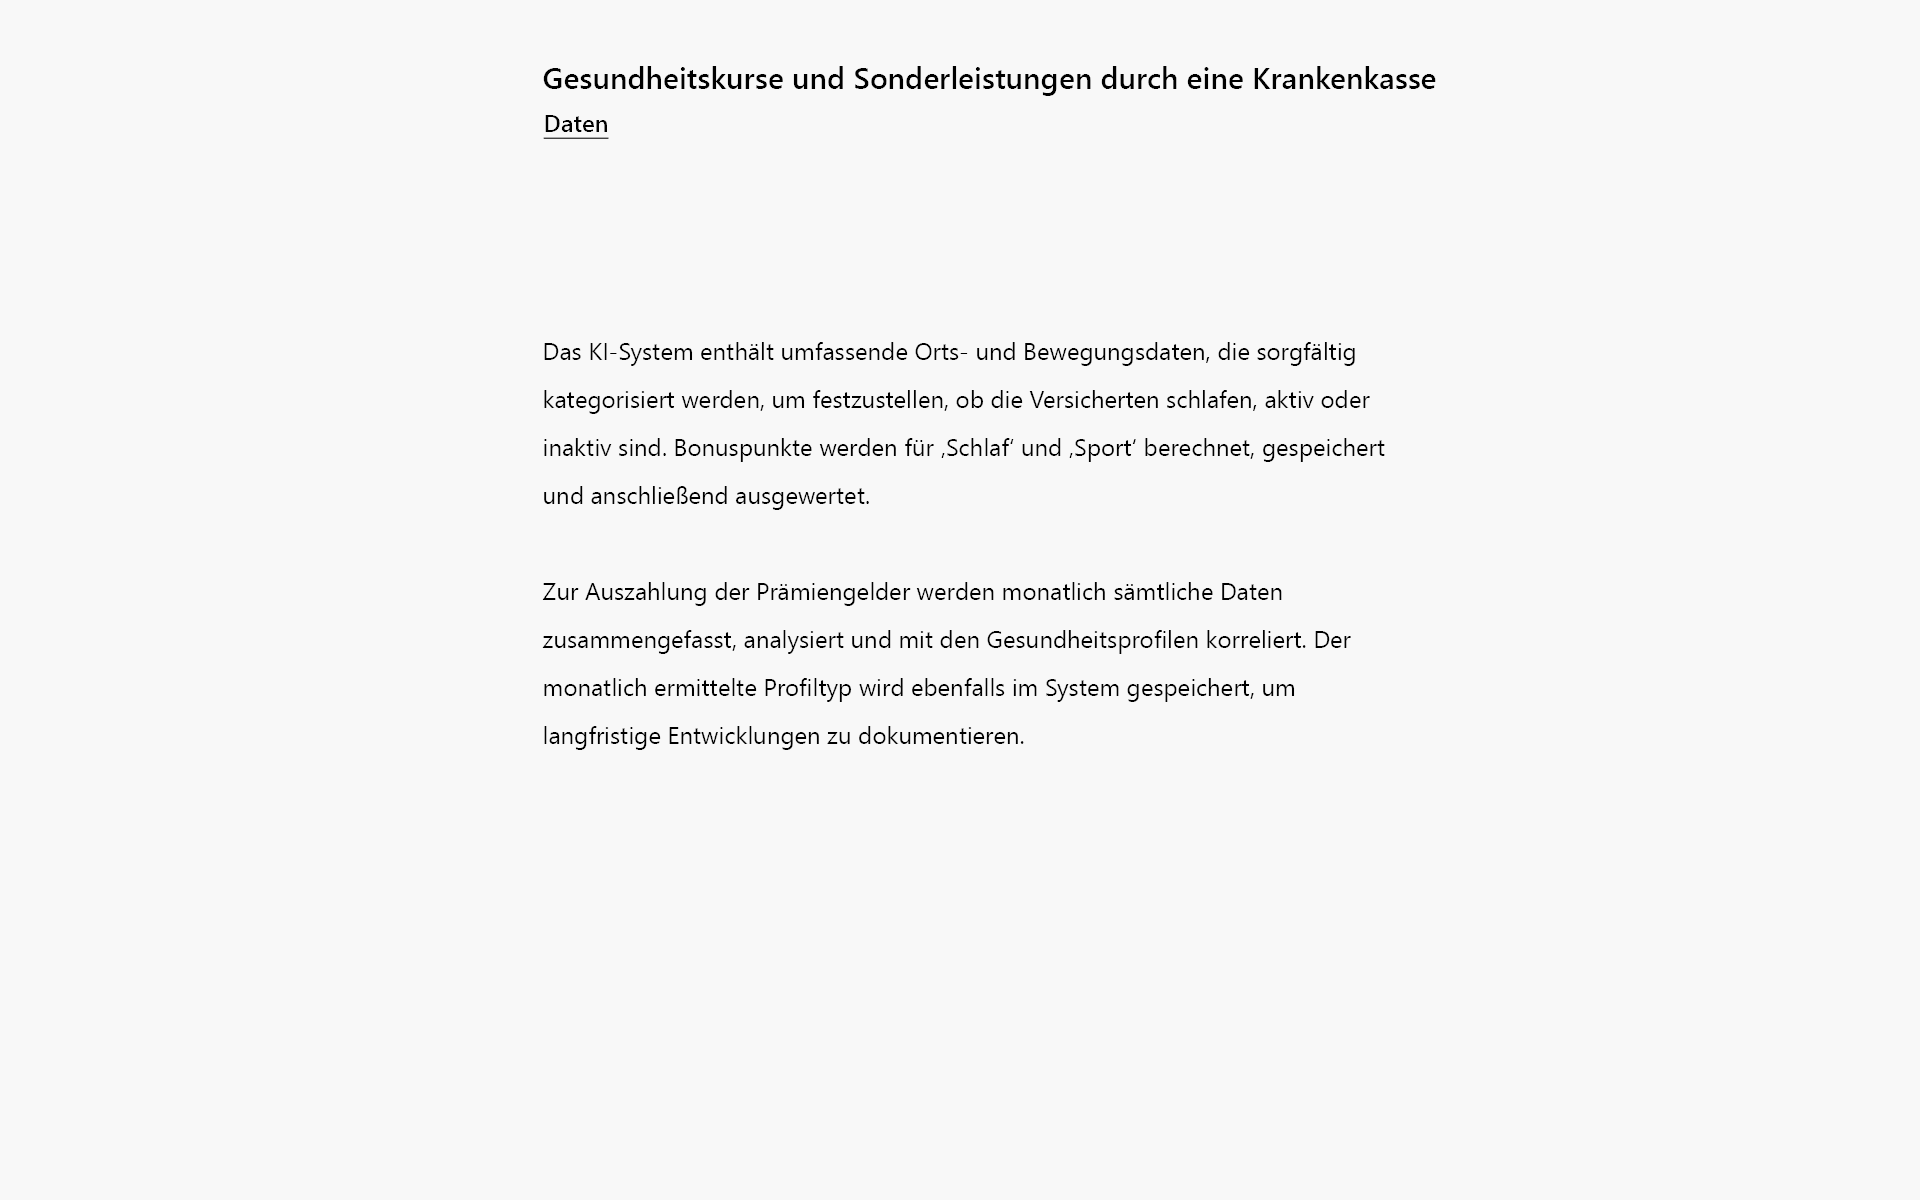 Gesundheitskurse und Sonderleistungen durch eine Krankenkasse
Daten
Das KI-System enthält umfassende Orts- und Bewegungsdaten, die sorgfältig
kategorisiert werden, um festzustellen, ob die Versicherten schlafen, aktiv oder
inaktiv sind. Bonuspunkte werden für ‚Schlaf‘ und ‚Sport‘ berechnet, gespeichert
und anschließend ausgewertet.
Zur Auszahlung der Prämiengelder werden monatlich sämtliche Daten
zusammengefasst, analysiert und mit den Gesundheitsprofilen korreliert. Der
monatlich ermittelte Profiltyp wird ebenfalls im System gespeichert, um
langfristige Entwicklungen zu dokumentieren.